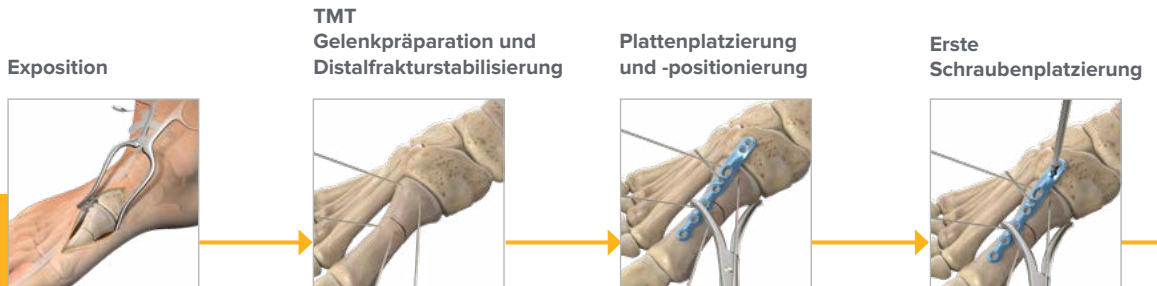 Exposition
TMT
Gelenkpräparation und
Distalfrakturstabilisierung
Plattenplatzierung
und -positionierung
Erste
Schraubenplatzierung